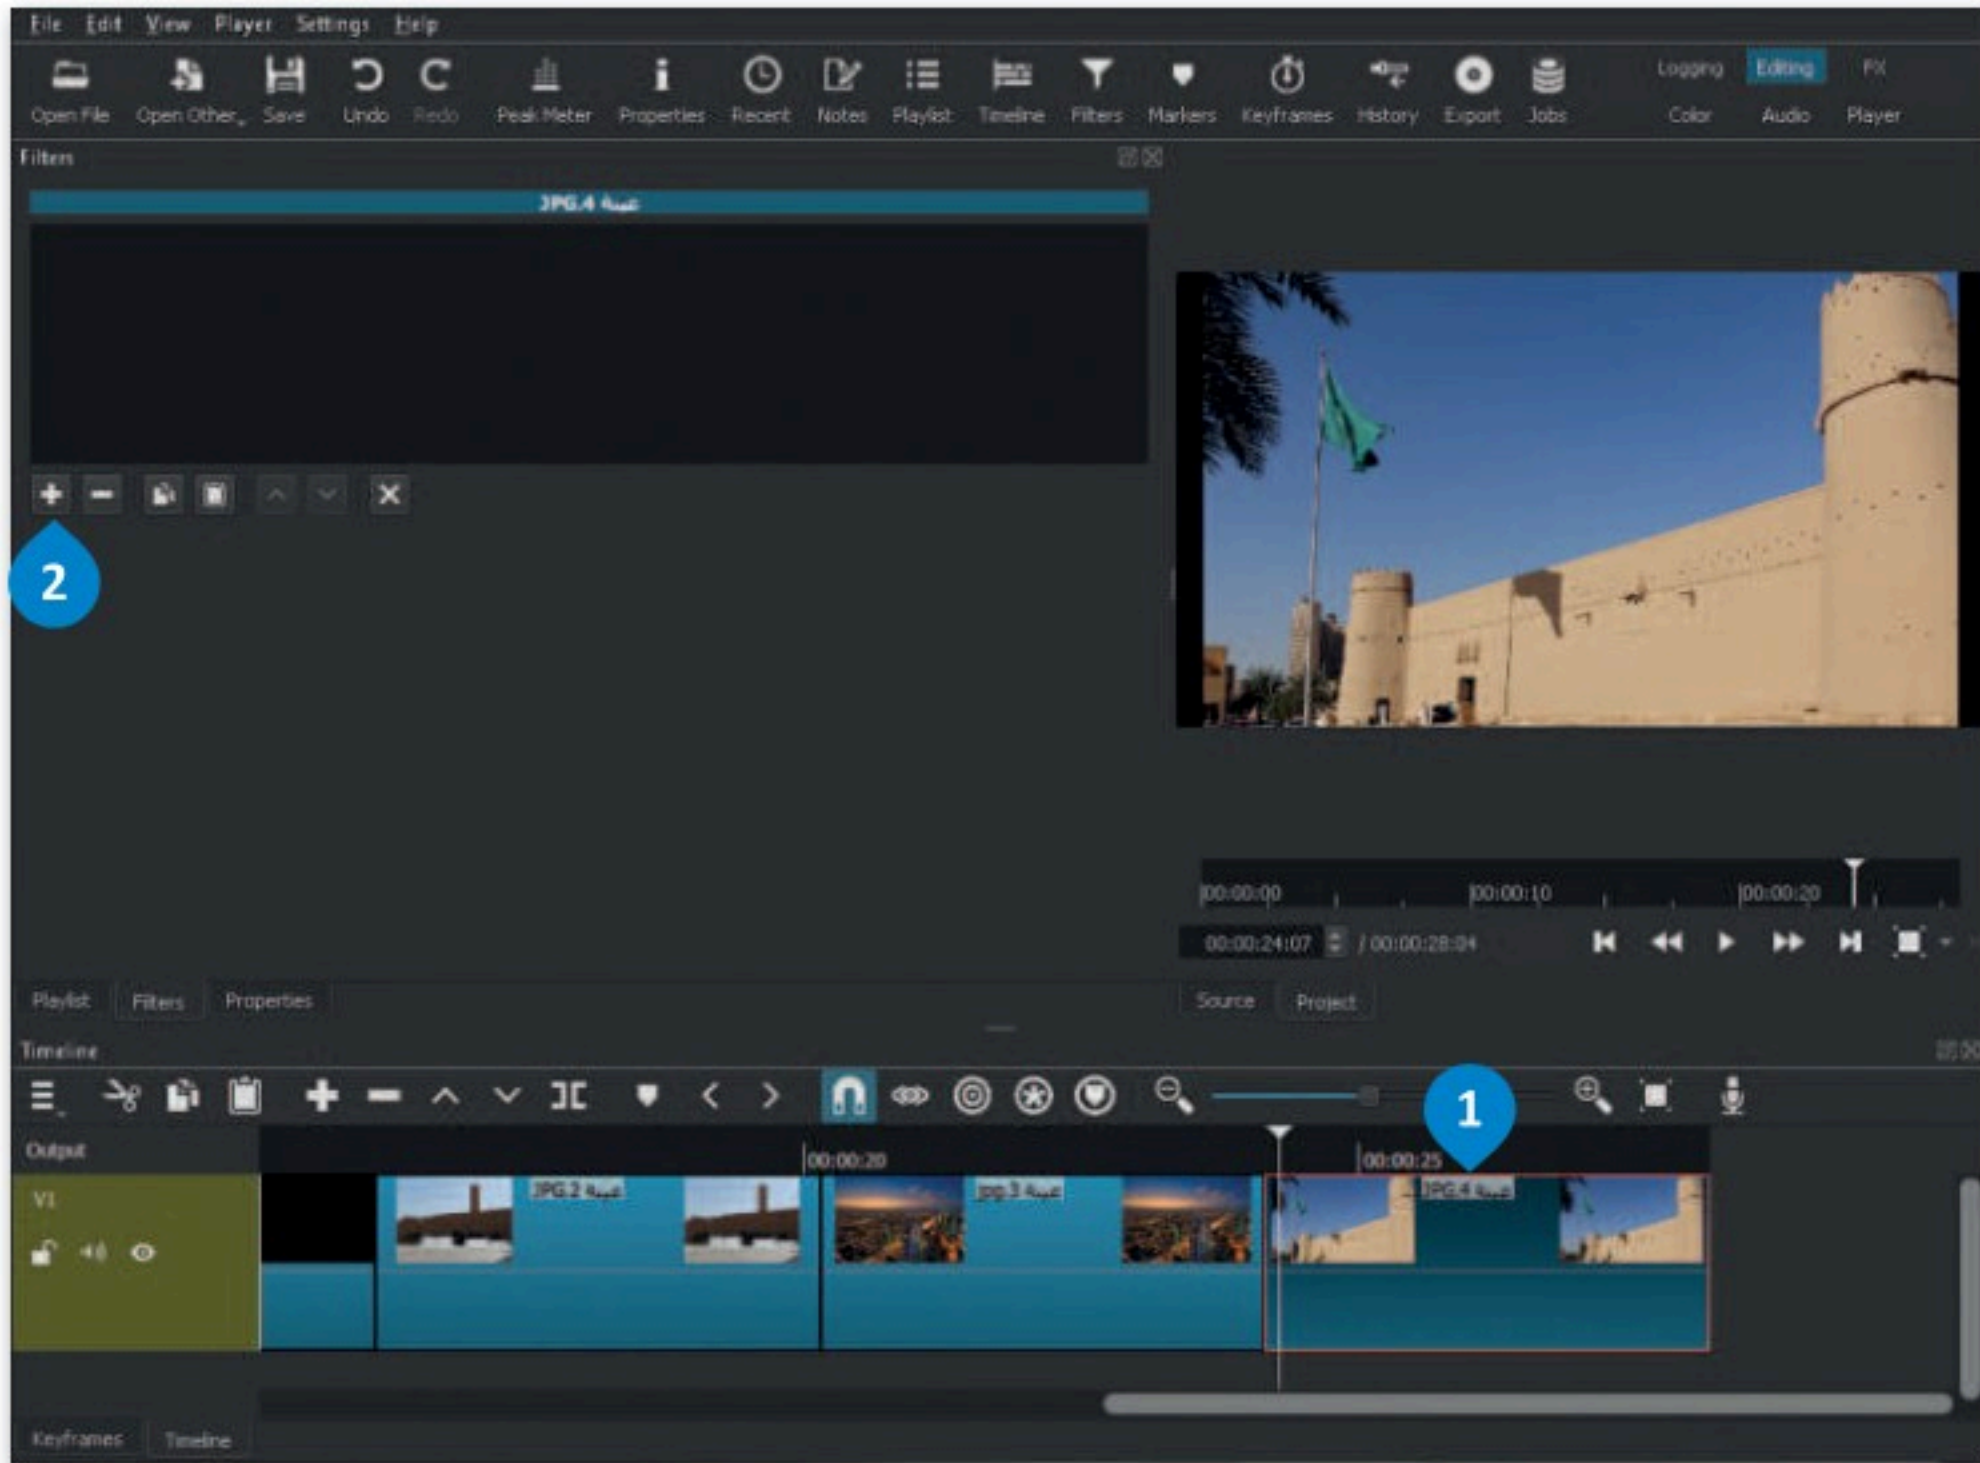 File Edit View Player Settings Help
Open File Open Other... Save Undo Redo Peak Meter Properties Recent Notes Playlist Timeline Filters Markers Keyframes History Export Jobs
Logging Editing FX
Color Audio Player
Filters
عينة JPG.4
2
00:00:00 00:00:10 00:00:20
00:00:24:07 / 00:00:28:04
Playlist Filters Properties
Source Project
Timeline
1
Output
00:00:20 00:00:25
V1
عينة JPG.2
عينة jpg.3
عينة JPG.4
Keyframes Timeline